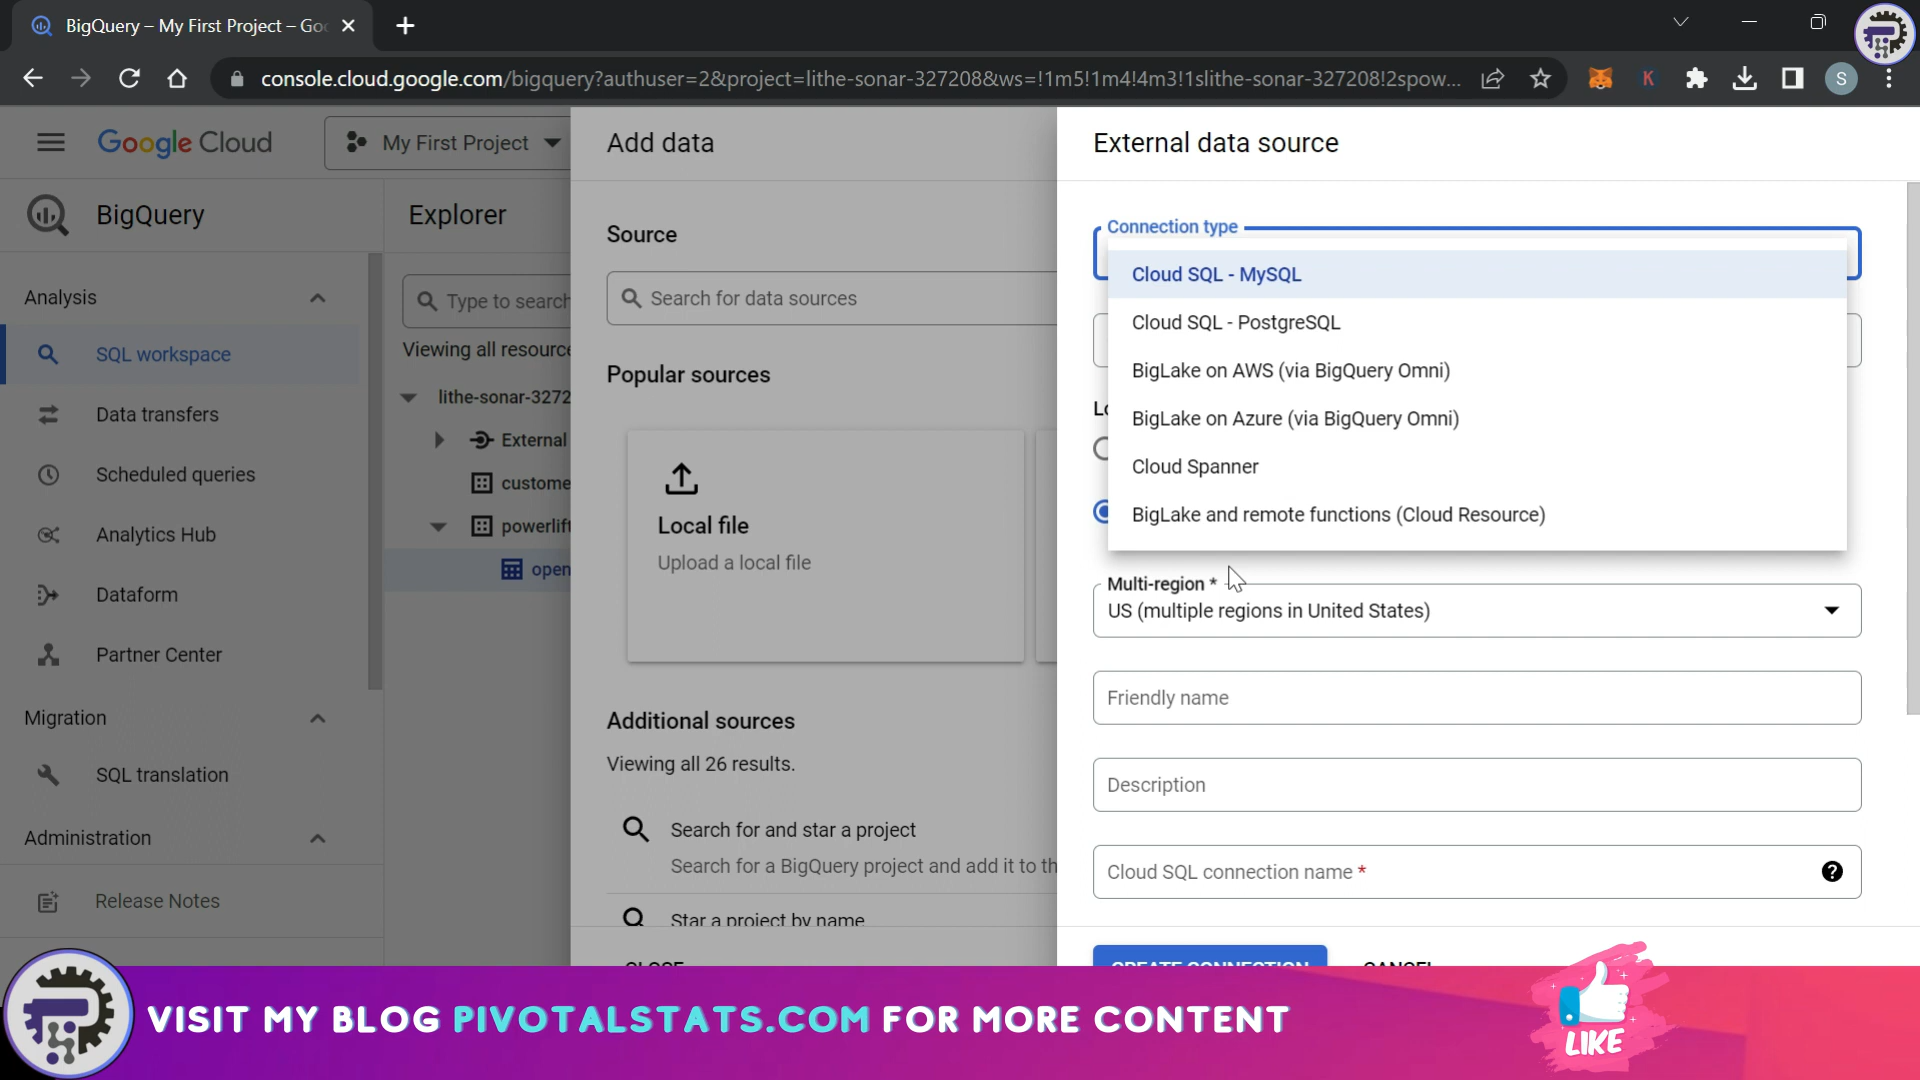 BigQuery – My First Project – Goo
console.cloud.google.com/bigquery?authuser=2&project=lithe-sonar-327208&ws=!1m5!1m4!4m3!1slithe-sonar-327208!2spow...
K
S
Google Cloud
My First Project
BigQuery
Analysis
SQL workspace
Data transfers
Scheduled queries
Analytics Hub
Dataform
Partner Center
Migration
SQL translation
Administration
Release Notes
Explorer
Type to search
Viewing all resource
lithe-sonar-3272
External
custome
powerlift
open
Add data
Source
Search for data sources
Popular sources
Local file
Upload a local file
Additional sources
Viewing all 26 results.
Search for and star a project
Search for a BigQuery project and add it to th
Star a project by name
CLOSE
External data source
Connection type
Cloud SQL - MySQL
Cloud SQL - PostgreSQL
BigLake on AWS (via BigQuery Omni)
BigLake on Azure (via BigQuery Omni)
Cloud Spanner
BigLake and remote functions (Cloud Resource)
Multi-region *
US (multiple regions in United States)
Friendly name
Description
Cloud SQL connection name *
CREATE CONNECTION
CANCEL
VISIT MY BLOG PIVOTALSTATS.COM FOR MORE CONTENT
LIKE